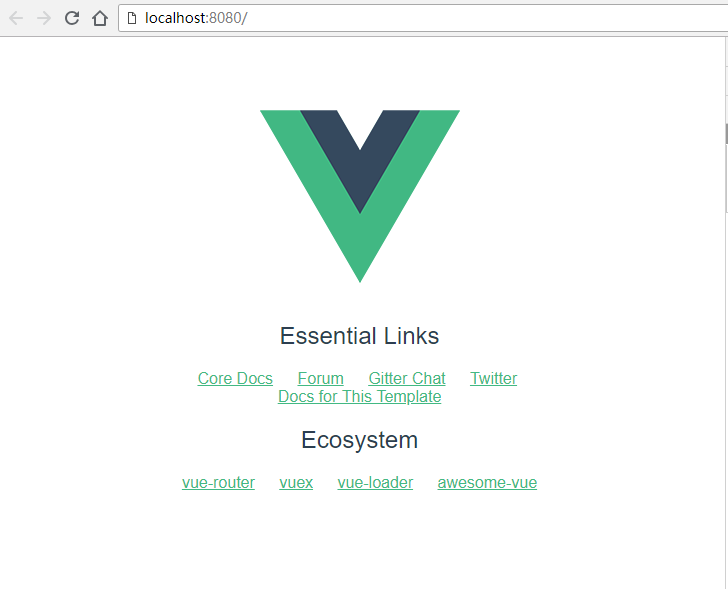 localhost:8080/
Essential Links
Core Docs Forum Gitter Chat Twitter
Docs for This Template
Ecosystem
vue-router vuex vue-loader awesome-vue